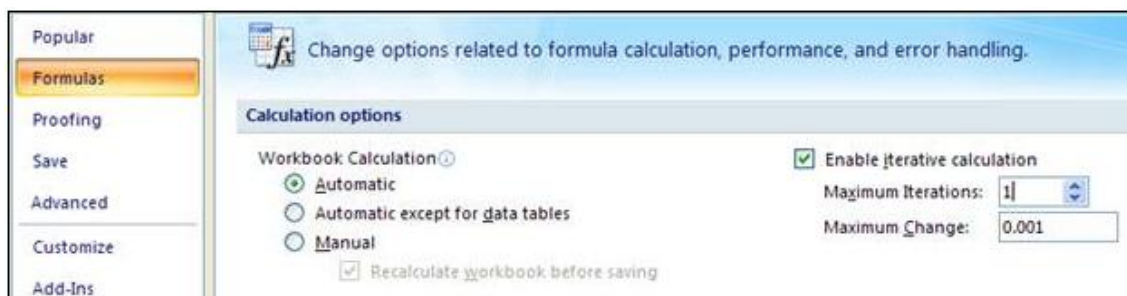 Popular
Formulas
Proofing
Save
Advanced
Customize
Add-Ins
fx Change options related to formula calculation, performance, and error handling.
Calculation options
Workbook Calculation
Automatic
Automatic except for data tables
Manual
Recalculate workbook before saving
Enable iterative calculation
Maximum Iterations: 1
Maximum Change: 0.001